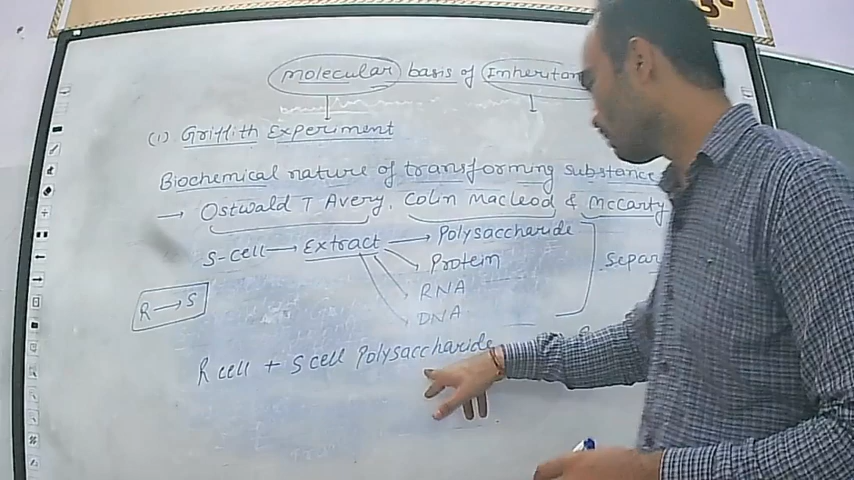 Molecular basis of Inherita
(1) Griffith Experiment
Biochemical nature of transforming substance
→ Ostwald T Avery, Colin Macleod & Mccarty
S-cell → Extract → Polysaccharide
Protein
RNA
DNA
Separ
R → S
R cell + S cell Polysaccharide